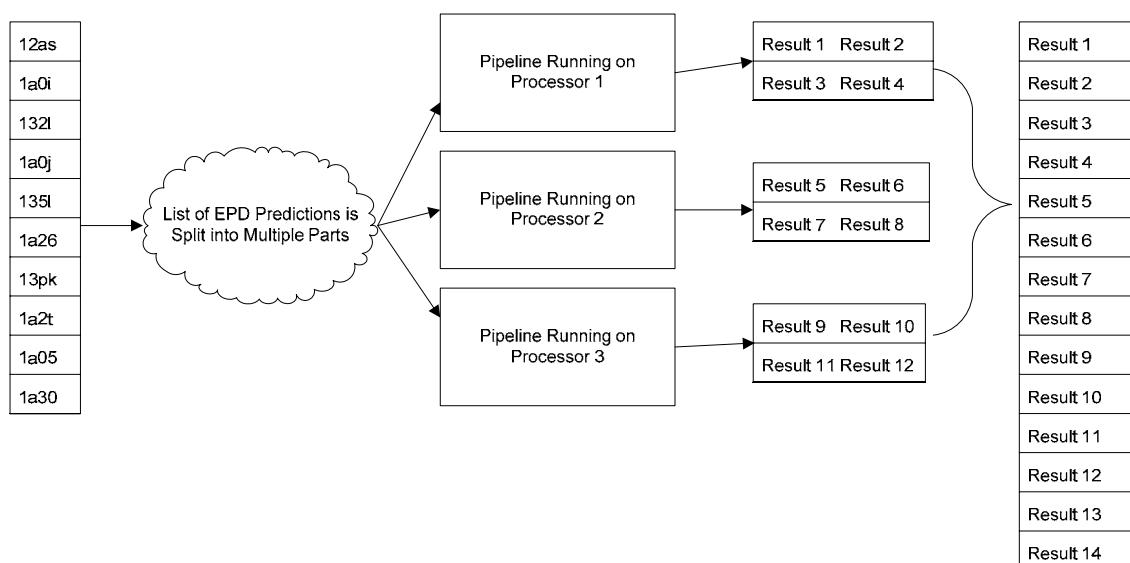 12as
1a0i
132l
1a0j
135l
1a26
13pk
1a2t
1a05
1a30
List of EPD Predictions is
Split into Multiple Parts
Pipeline Running on
Processor 1
Pipeline Running on
Processor 2
Pipeline Running on
Processor 3
Result 1 Result 2
Result 3 Result 4
Result 5 Result 6
Result 7 Result 8
Result 9 Result 10
Result 11 Result 12
Result 1
Result 2
Result 3
Result 4
Result 5
Result 6
Result 7
Result 8
Result 9
Result 10
Result 11
Result 12
Result 13
Result 14